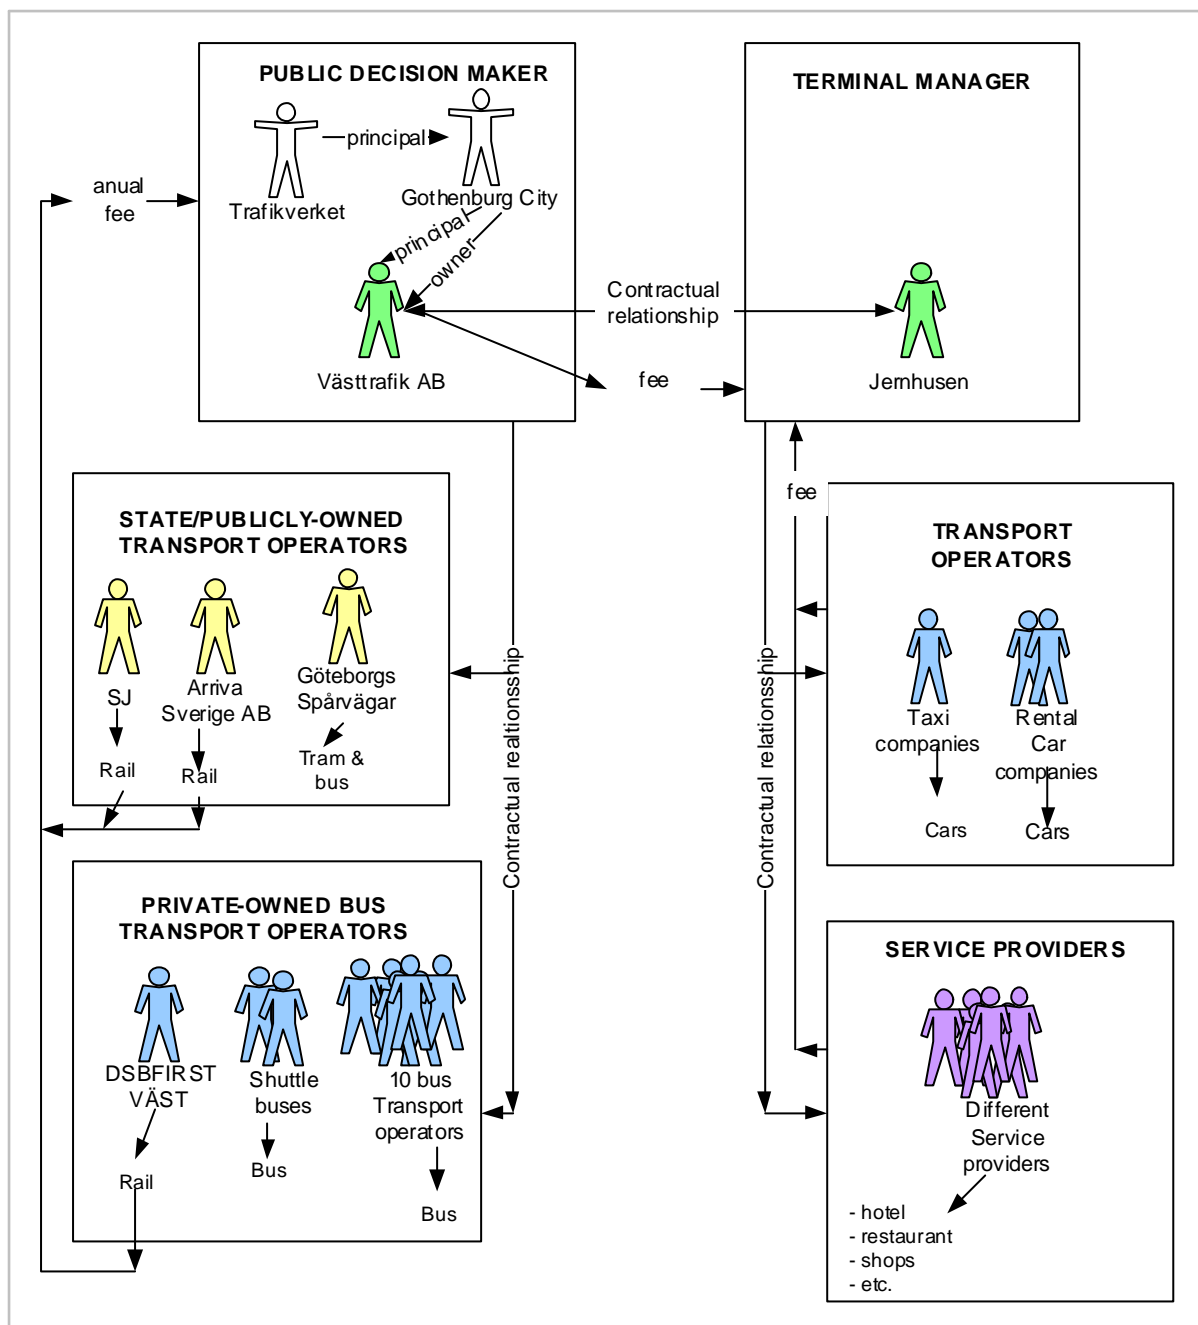 PUBLIC DECISION MAKER
principal
Trafikverket
Gothenburg City
principal
owner
Västtrafik AB
TERMINAL MANAGER
Contractual
relationship
Jernhusen
fee
anual
fee
STATE/PUBLICLY-OWNED
TRANSPORT OPERATORS
SJ
Arriva
Sverige AB
Göteborgs
Spårvägar
Rail
Rail
Tram &
bus
Contractual realtionsship
PRIVATE-OWNED BUS
TRANSPORT OPERATORS
DSBFIRST
VÄST
Shuttle
buses
10 bus
Transport
operators
Rail
Bus
Bus
fee
Contractual relationsship
TRANSPORT
OPERATORS
Taxi
companies
Rental
Car
companies
Cars
Cars
SERVICE PROVIDERS
Different
Service
providers
- hotel
- restaurant
- shops
- etc.